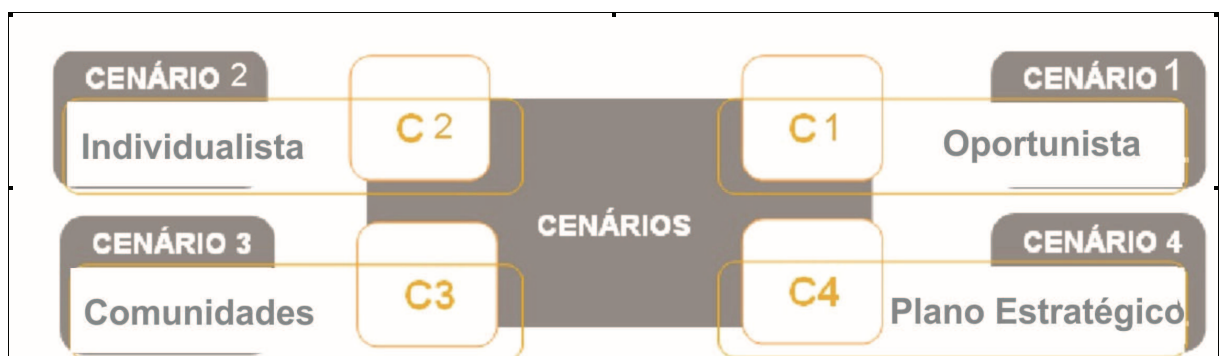 CENÁRIO 2
C 2
Individualista
CENÁRIO 1
C 1
Oportunista
CENÁRIOS
CENÁRIO 3
C3
Comunidades
CENÁRIO 4
C4
Plano Estratégico